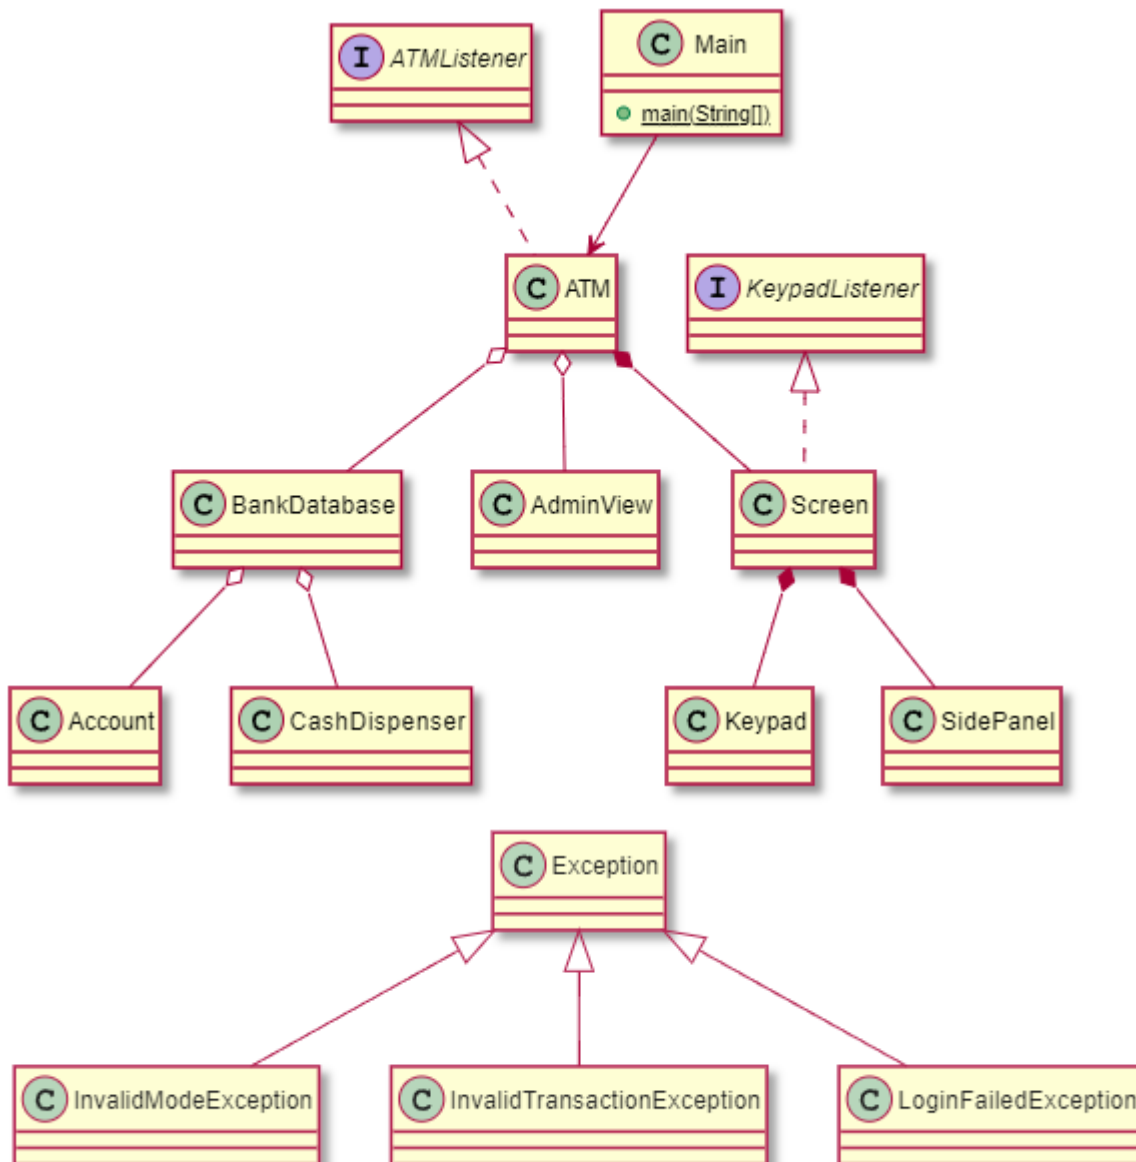 I ATMListener
C Main
main(String[])
C ATM
I KeypadListener
C BankDatabase
C AdminView
C Screen
C Account
C CashDispenser
C Keypad
C SidePanel
C Exception
C InvalidModeException
C InvalidTransactionException
C LoginFailedException